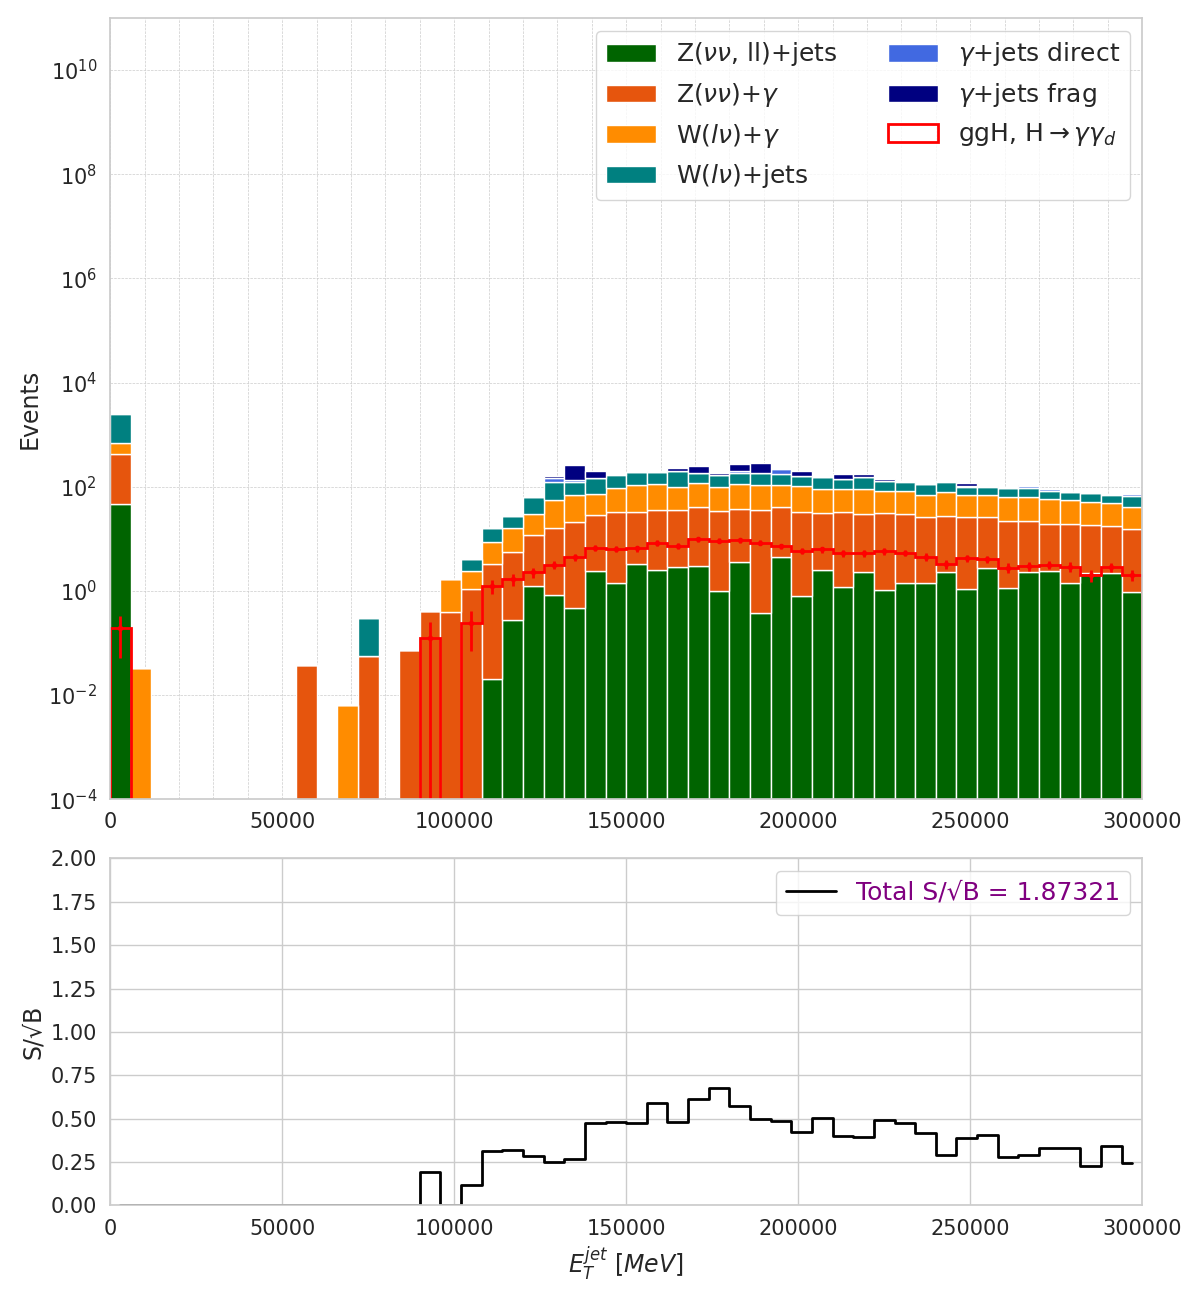 Z(νν, ll)+jets
Z(νν)+γ
W(lν)+γ
W(lν)+jets
γ+jets direct
γ+jets frag
ggH, H→γγ_d
Events
10^10
10^8
10^6
10^4
10^2
10^0
10^−2
10^−4
0 50000 100000 150000 200000 250000 300000
Total S/√B = 1.87321
S/√B
2.00
1.75
1.50
1.25
1.00
0.75
0.50
0.25
0.00
0 50000 100000 150000 200000 250000 300000
E_T^jet [MeV]